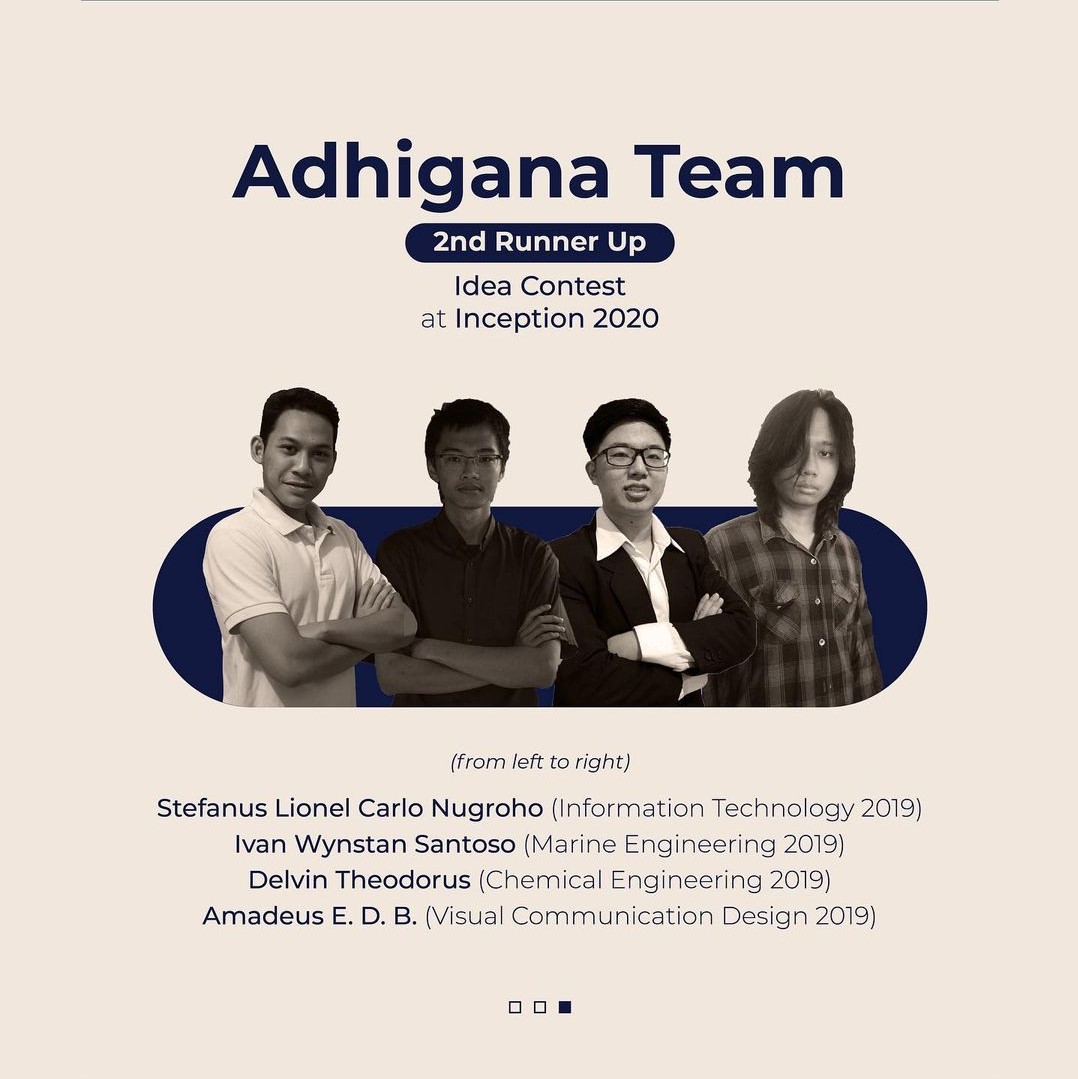 Adhigana Team
2nd Runner Up
Idea Contest
at Inception 2020
(from left to right)
Stefanus Lionel Carlo Nugroho (Information Technology 2019)
Ivan Wynstan Santoso (Marine Engineering 2019)
Delvin Theodorus (Chemical Engineering 2019)
Amadeus E. D. B. (Visual Communication Design 2019)